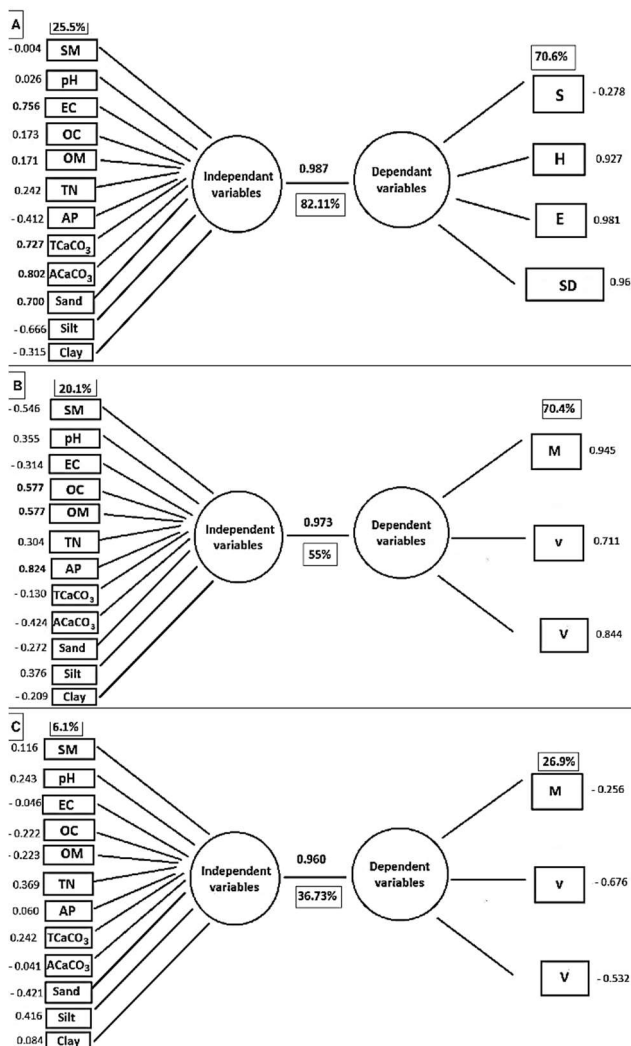 A
25.5%
- 0.004 SM
0.026 pH
0.756 EC
0.173 OC
0.171 OM
0.242 TN
-0.412 AP
0.727 TCaCO3
0.802 ACaCO3
0.700 Sand
-0.666 Silt
-0.315 Clay
Independant
variables
0.987
82.11%
Dependant
variables
70.6%
S - 0.278
H 0.927
E 0.981
SD 0.96
B
20.1%
-0.546 SM
0.355 pH
-0.314 EC
0.577 OC
0.577 OM
0.304 TN
0.824 AP
-0.130 TCaCO3
-0.424 ACaCO3
-0.272 Sand
0.376 Silt
-0.209 Clay
Independent
variables
0.973
55%
Dependent
variables
70.4%
M 0.945
v 0.711
V 0.844
C
6.1%
0.116 SM
0.243 pH
-0.046 EC
-0.222 OC
-0.223 OM
0.369 TN
0.060 AP
0.242 TCaCO3
-0.041 ACaCO3
-0.421 Sand
0.416 Silt
0.084 Clay
Independent
variables
0.960
36.73%
Dependent
variables
26.9%
M - 0.256
v - 0.676
V - 0.532